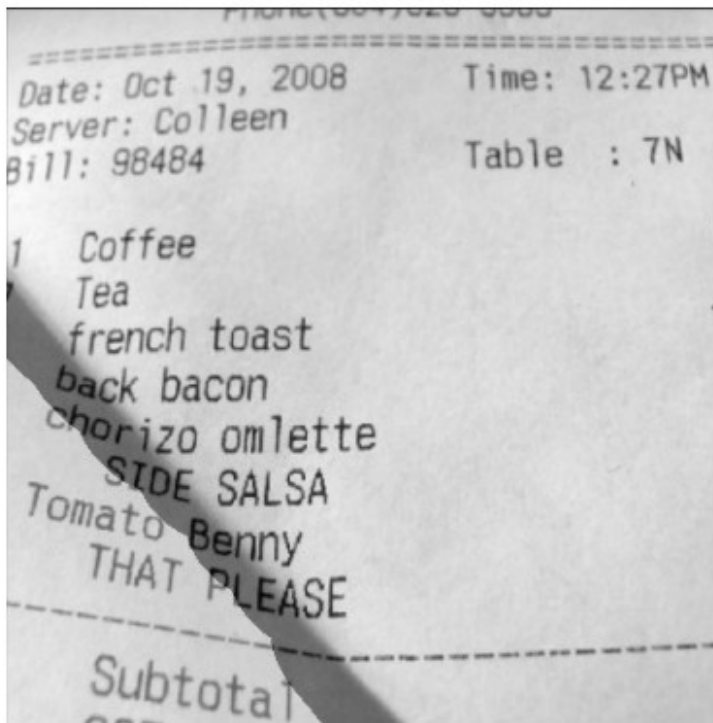 Date: Oct 19, 2008 Time: 12:27PM
Server: Colleen
Bill: 98484 Table : 7N
1 Coffee
Tea
french toast
back bacon
chorizo omlette
SIDE SALSA
Tomato Benny
THAT PLEASE
Subtotal